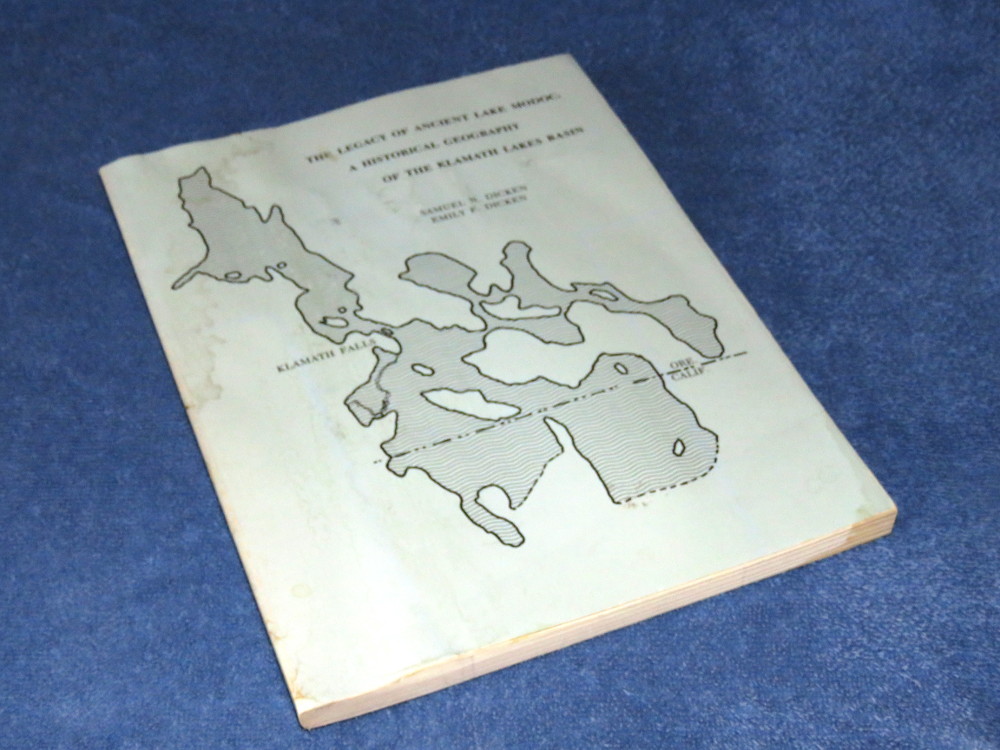 THE LEGACY OF ANCIENT LAKE MODOC:
A HISTORICAL GEOGRAPHY
OF THE KLAMATH LAKES BASIN
SAMUEL N. DICKEN
EMILY F. DICKEN
KLAMATH FALLS
ORE
CALIF